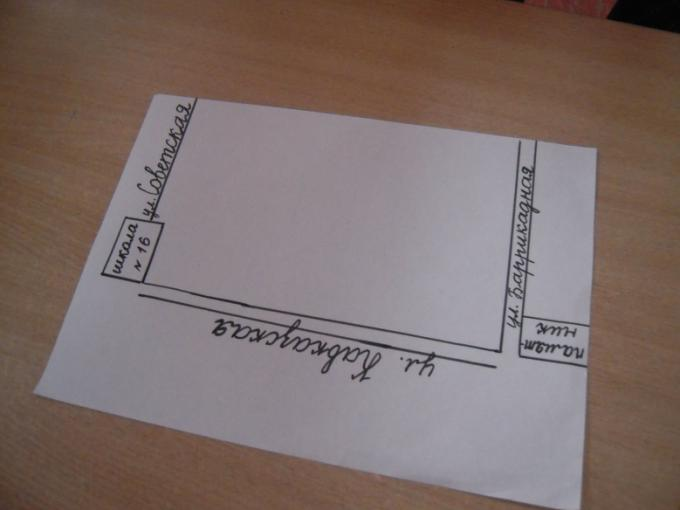 ул. Советская
школа
№ 16
ул. Баррикадная
памят-
ник
ул. Кавказская